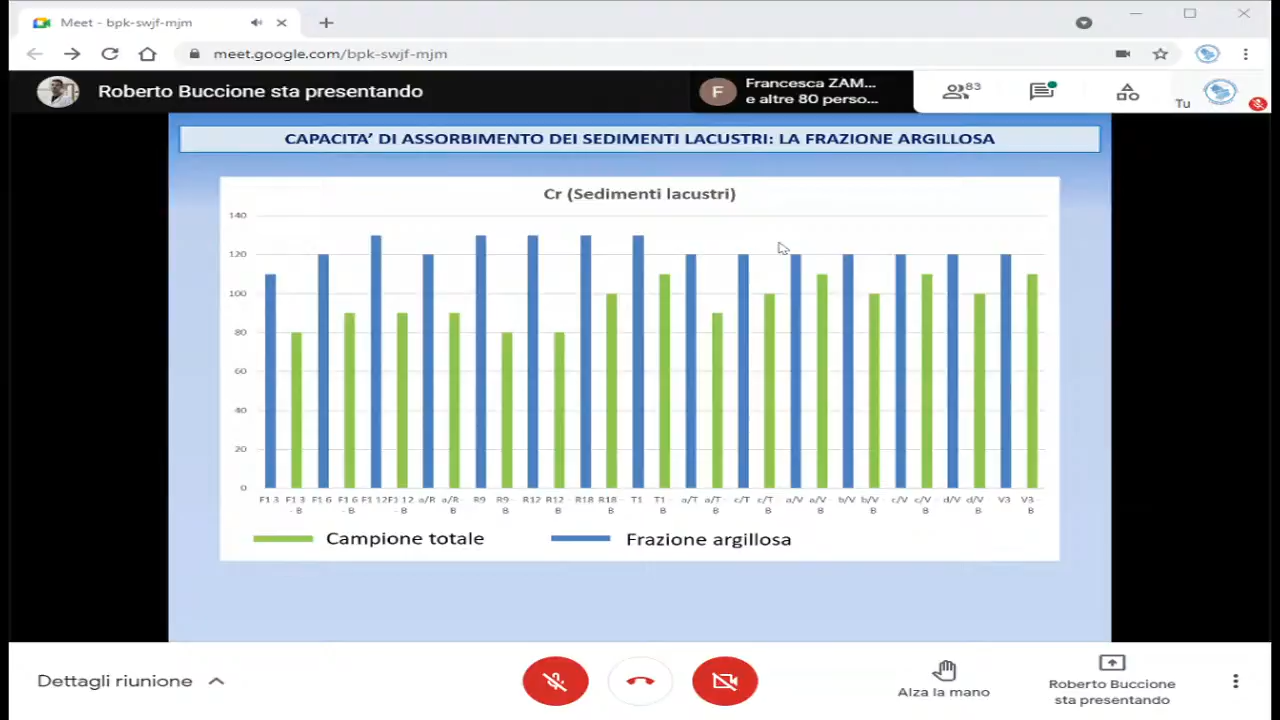 Meet - bpk-swjf-mjm
meet.google.com/bpk-swjf-mjm
Roberto Buccione sta presentando
F
Francesca ZAM...
e altre 80 perso...
83
Tu
CAPACITA’ DI ASSORBIMENTO DEI SEDIMENTI LACUSTRI: LA FRAZIONE ARGILLOSA
Cr (Sedimenti lacustri)
140
120
100
80
60
40
20
0
F1 3 F1 3 F1 6 F1 6 F1 12 F1 12 a/R a/R - R9 R9 - R12 R12 - R18 R18 - T1 T1 - a/T a/T - c/T c/T - a/V a/V - b/V b/V - c/V c/V - d/V d/V - V3 V3 -
- B - B - B B B B B B B B B B B B B
Campione totale Frazione argillosa
Dettagli riunione
Alza la mano
Roberto Buccione
sta presentando